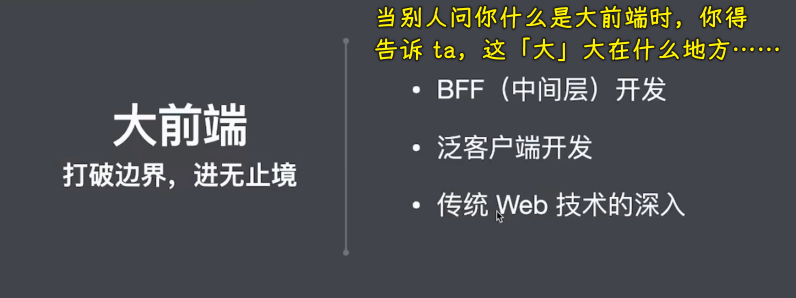 当别人问你什么是大前端时，你得
告诉 ta，这「大」大在什么地方……
大前端
打破边界，进无止境
• BFF（中间层）开发
• 泛客户端开发
• 传统 Web 技术的深入